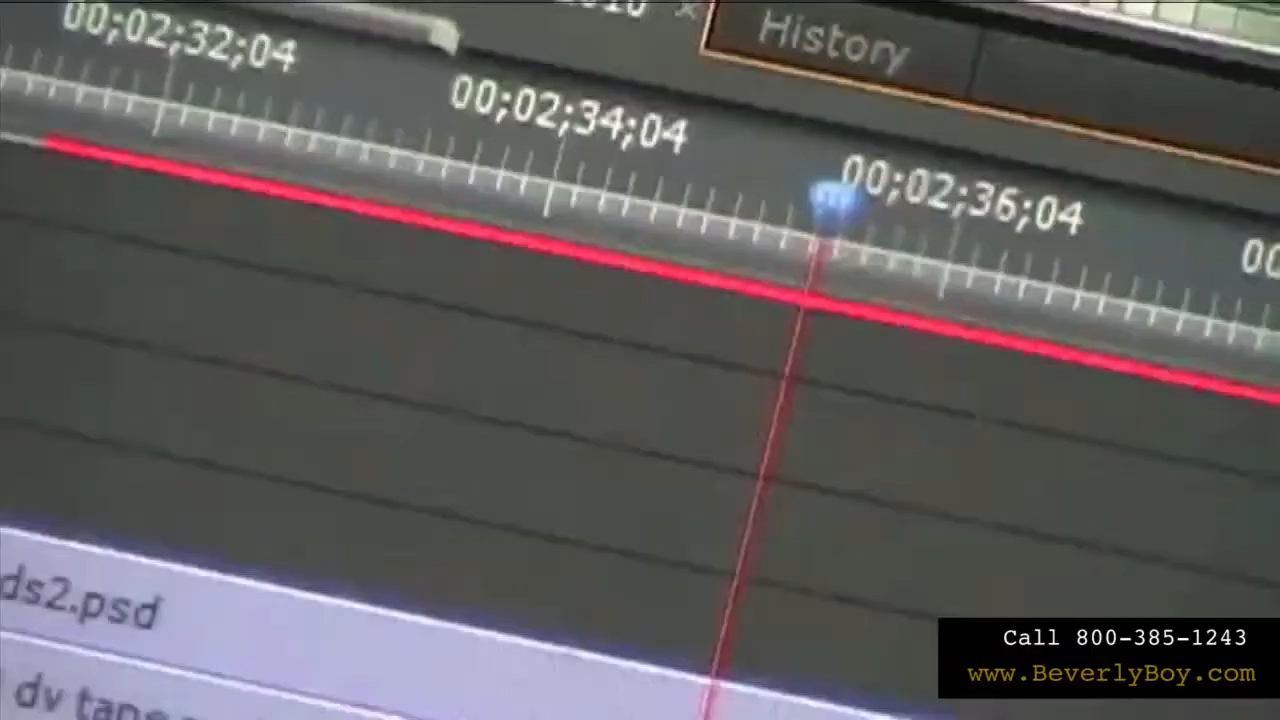 History
00;02;32;04
00;02;34;04
00;02;36;04
00
ds2.psd
dv tape
Call 800-385-1243
www.BeverlyBoy.com